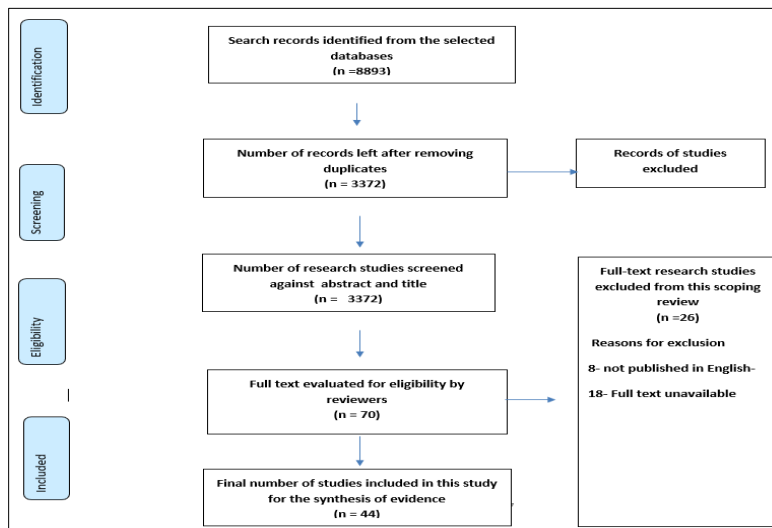 Identification
Search records identified from the selected
databases
(n =8893)
Screening
Number of records left after removing
duplicates
(n = 3372)
Records of studies
excluded
Eligibility
Number of research studies screened
against abstract and title
(n = 3372)
Full-text research studies
excluded from this scoping
review
(n =26)
Reasons for exclusion
8- not published in English-
18- Full text unavailable
Full text evaluated for eligibility by
reviewers
(n = 70)
Included
Final number of studies included in this study
for the synthesis of evidence
(n = 44)